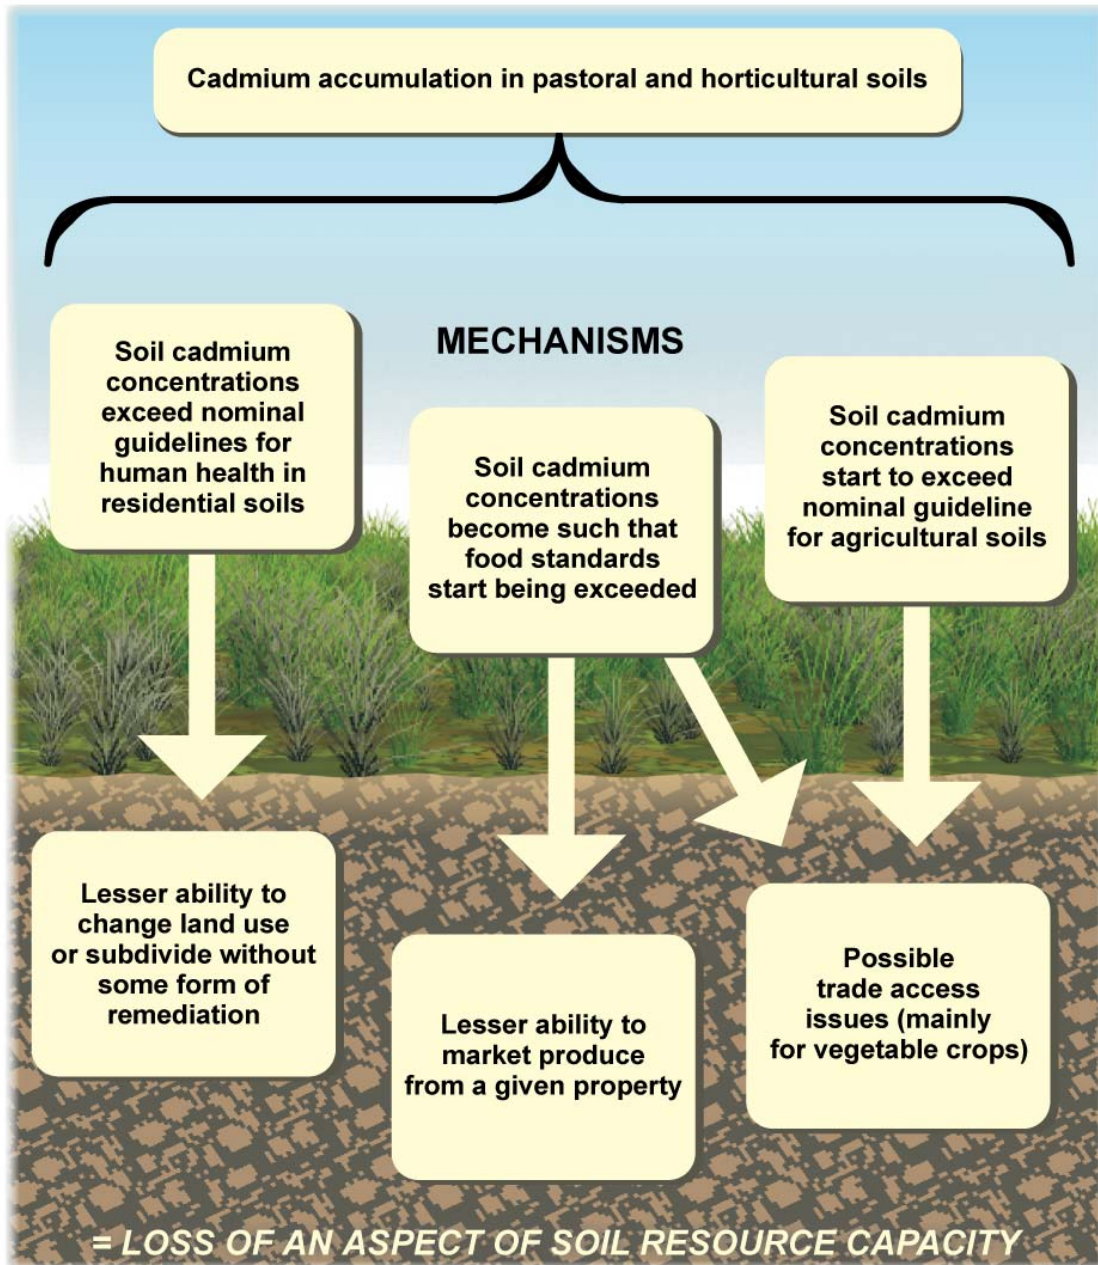 Cadmium accumulation in pastoral and horticultural soils
MECHANISMS
Soil cadmium
concentrations
exceed nominal
guidelines for
human health in
residential soils
Soil cadmium
concentrations
become such that
food standards
start being exceeded
Soil cadmium
concentrations
start to exceed
nominal guideline
for agricultural soils
Lesser ability to
change land use
or subdivide without
some form of
remediation
Lesser ability to
market produce
from a given property
Possible
trade access
issues (mainly
for vegetable crops)
= LOSS OF AN ASPECT OF SOIL RESOURCE CAPACITY